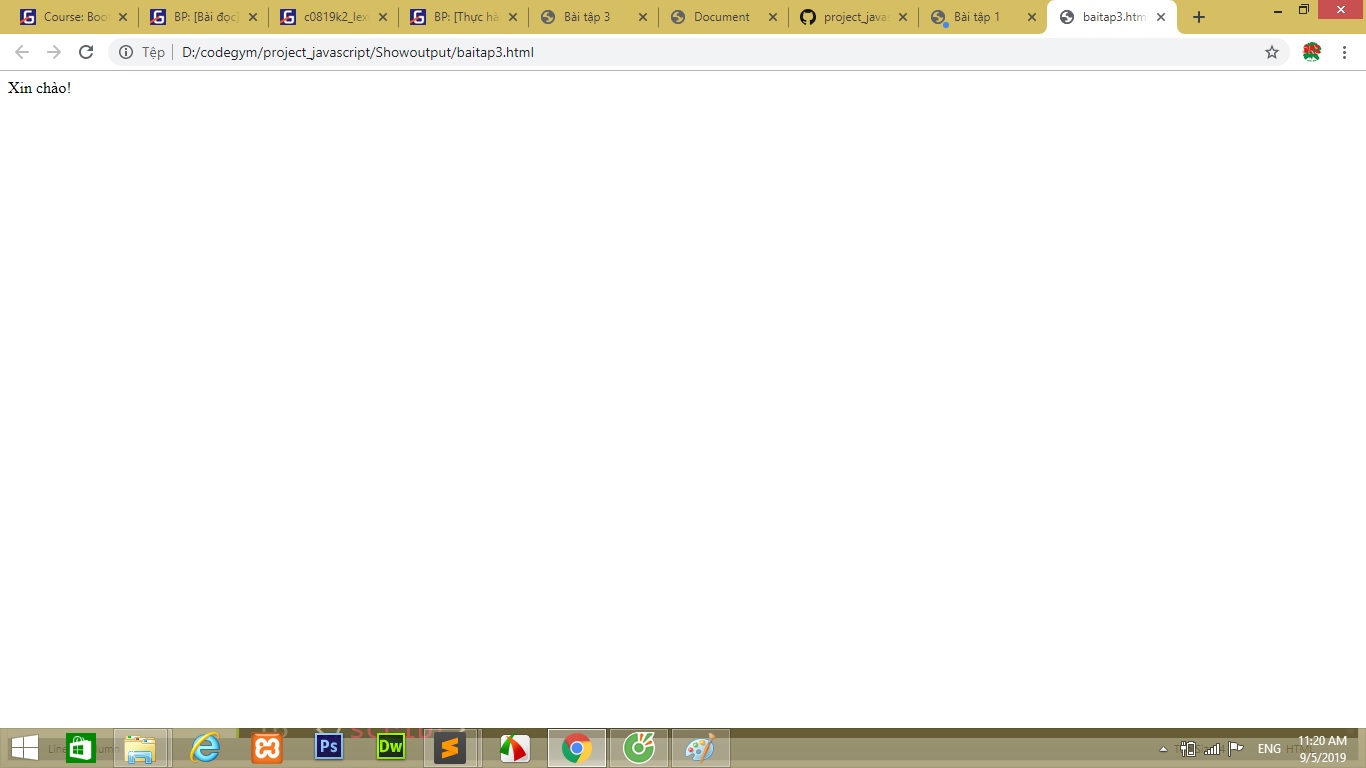 Course: Boo
BP: [Bài đọc]
c0819k2_lex
BP: [Thực hà
Bài tập 3
Document
project_java
Bài tập 1
baitap3.htm
Tệp
D:/codegym/project_javascript/Showoutput/baitap3.html
Xin chào!
Ps
Dw
ENG
11:20 AM
9/5/2019